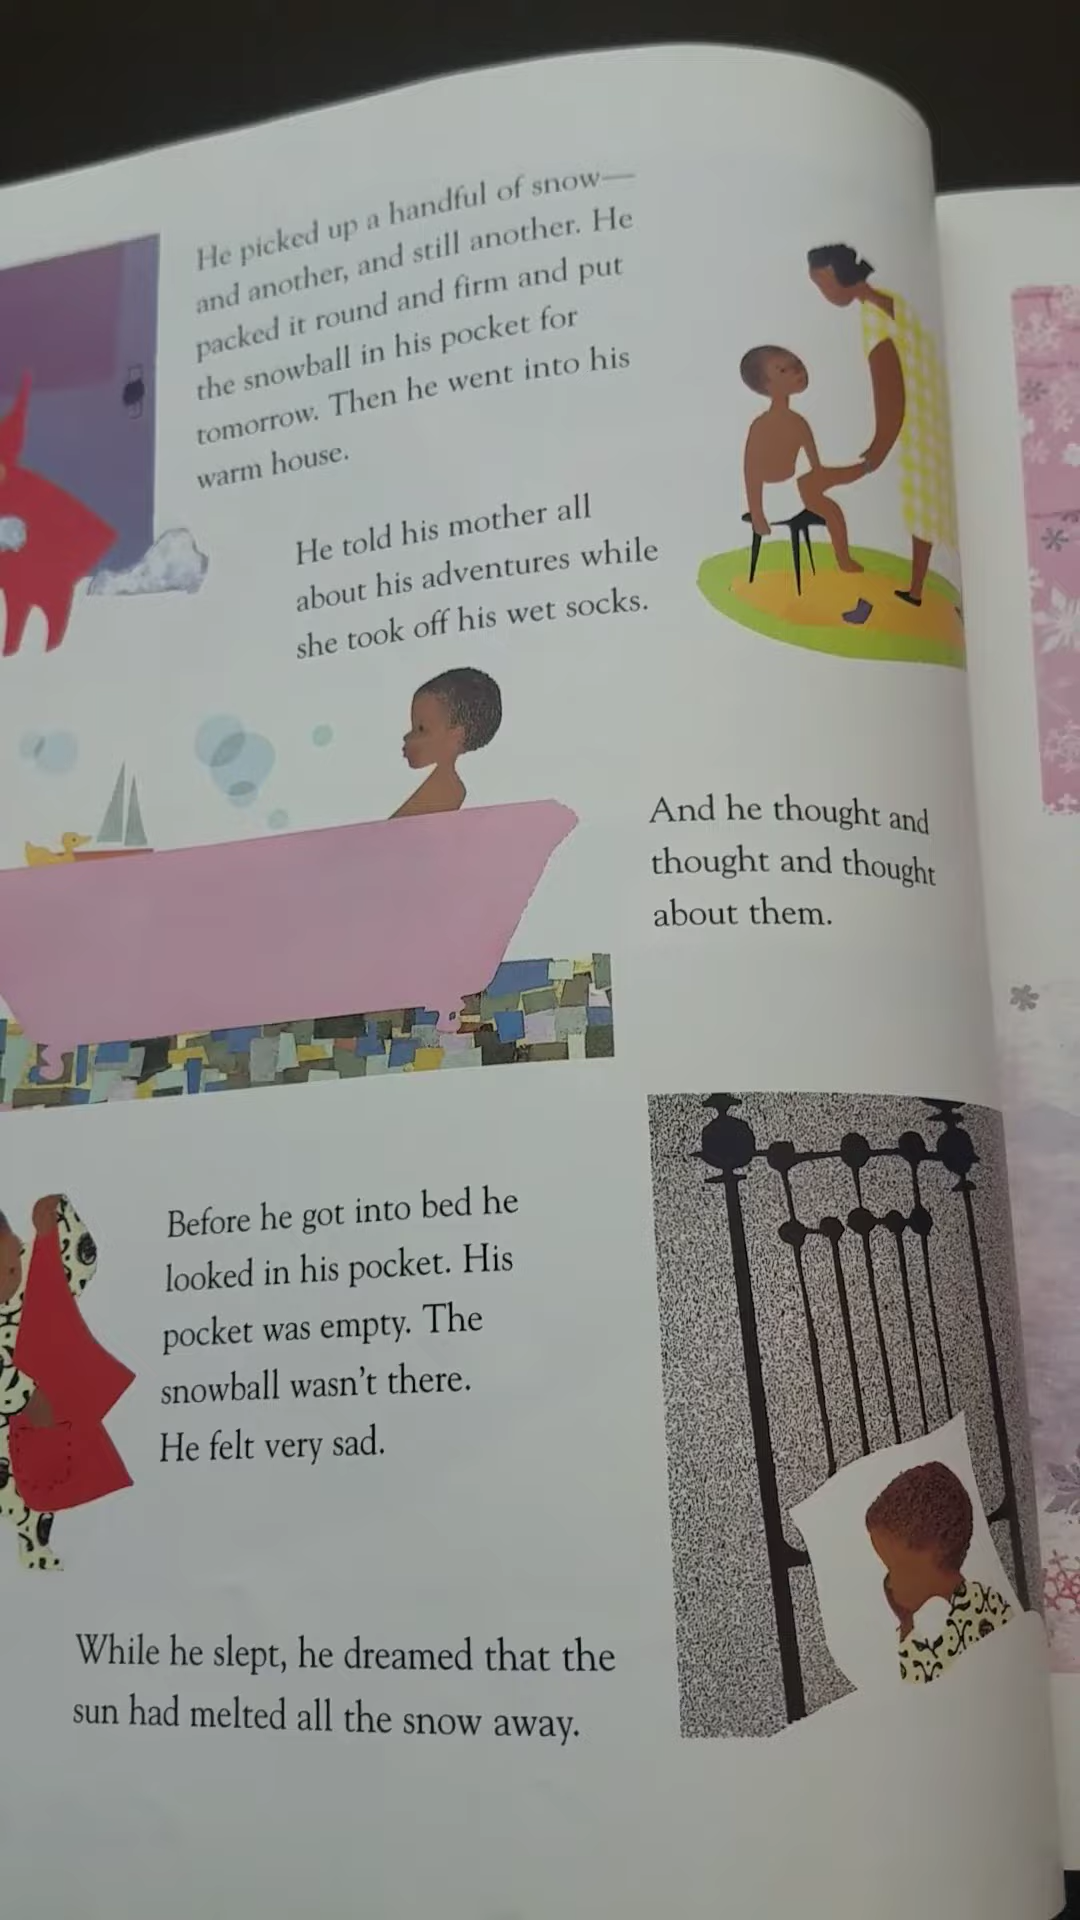 He picked up a handful of snow—
and another, and still another. He
packed it round and firm and put
the snowball in his pocket for
tomorrow. Then he went into his
warm house.
He told his mother all
about his adventures while
she took off his wet socks.
And he thought and
thought and thought
about them.
Before he got into bed he
looked in his pocket. His
pocket was empty. The
snowball wasn't there.
He felt very sad.
While he slept, he dreamed that the
sun had melted all the snow away.